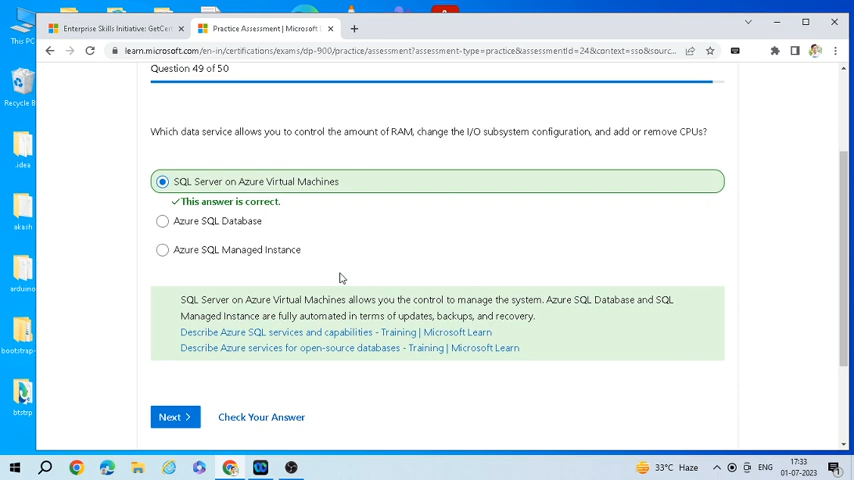 This PC
Enterprise Skills Initiative: GetCert
Practice Assessment | Microsoft
learn.microsoft.com/en-in/certifications/exams/dp-900/practice/assessment?assessment-type=practice&assessmentId=24&context=sso&sourc...
Question 49 of 50
Recycle B
Which data service allows you to control the amount of RAM, change the I/O subsystem configuration, and add or remove CPUs?
.idea
SQL Server on Azure Virtual Machines
This answer is correct.
Azure SQL Database
akash
Azure SQL Managed Instance
arduino
SQL Server on Azure Virtual Machines allows you the control to manage the system. Azure SQL Database and SQL
Managed Instance are fully automated in terms of updates, backups, and recovery.
Describe Azure SQL services and capabilities - Training | Microsoft Learn
Describe Azure services for open-source databases - Training | Microsoft Learn
bootstrap-
btstrp
Next
Check Your Answer
33°C Haze
ENG
17:33
01-07-2023
1